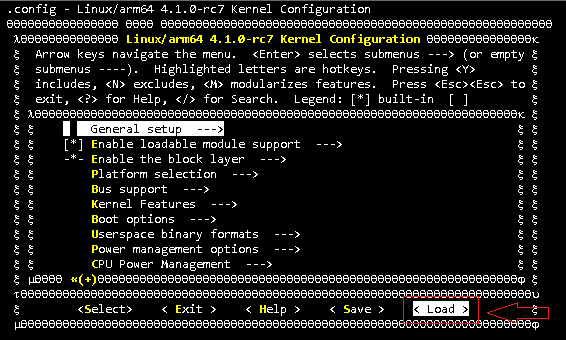 .config - Linux/arm64 4.1.0-rc7 Kernel Configuration
Linux/arm64 4.1.0-rc7 Kernel Configuration
Arrow keys navigate the menu.  <Enter> selects submenus ---> (or empty
submenus ----).  Highlighted letters are hotkeys.  Pressing <Y>
includes, <N> excludes, <M> modularizes features.  Press <Esc><Esc> to
exit, <?> for Help, </> for Search.  Legend: [*] built-in  [ ]
General setup  --->
[*] Enable loadable module support  --->
-*- Enable the block layer  --->
Platform selection  --->
Bus support  --->
Kernel Features  --->
Boot options  --->
Userspace binary formats  --->
Power management options  --->
CPU Power Management  --->
«(+)
<Select>    < Exit >    < Help >    < Save >    < Load >